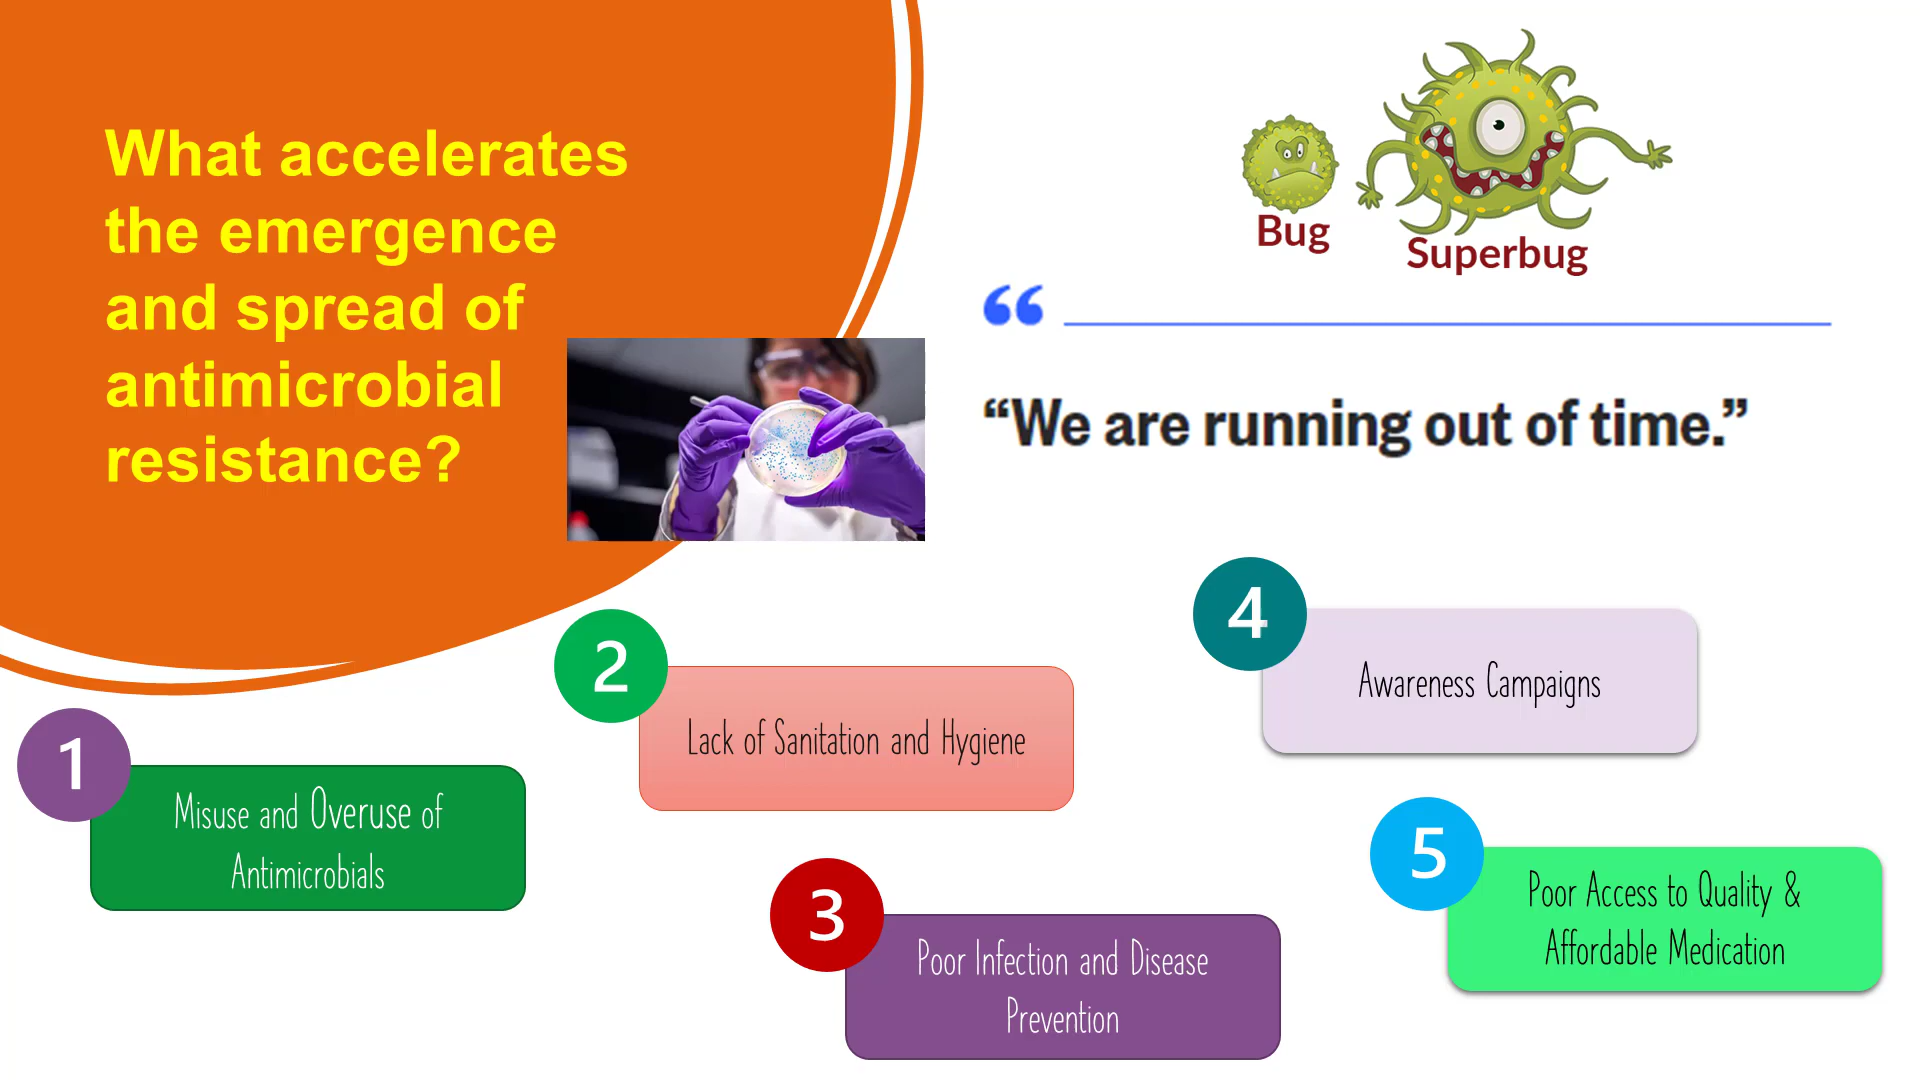 What accelerates
the emergence
and spread of
antimicrobial
resistance?
Bug
Superbug
“
“We are running out of time.”
1
Misuse and Overuse of
Antimicrobials
2
Lack of Sanitation and Hygiene
3
Poor Infection and Disease
Prevention
4
Awareness Campaigns
5
Poor Access to Quality &
Affordable Medication